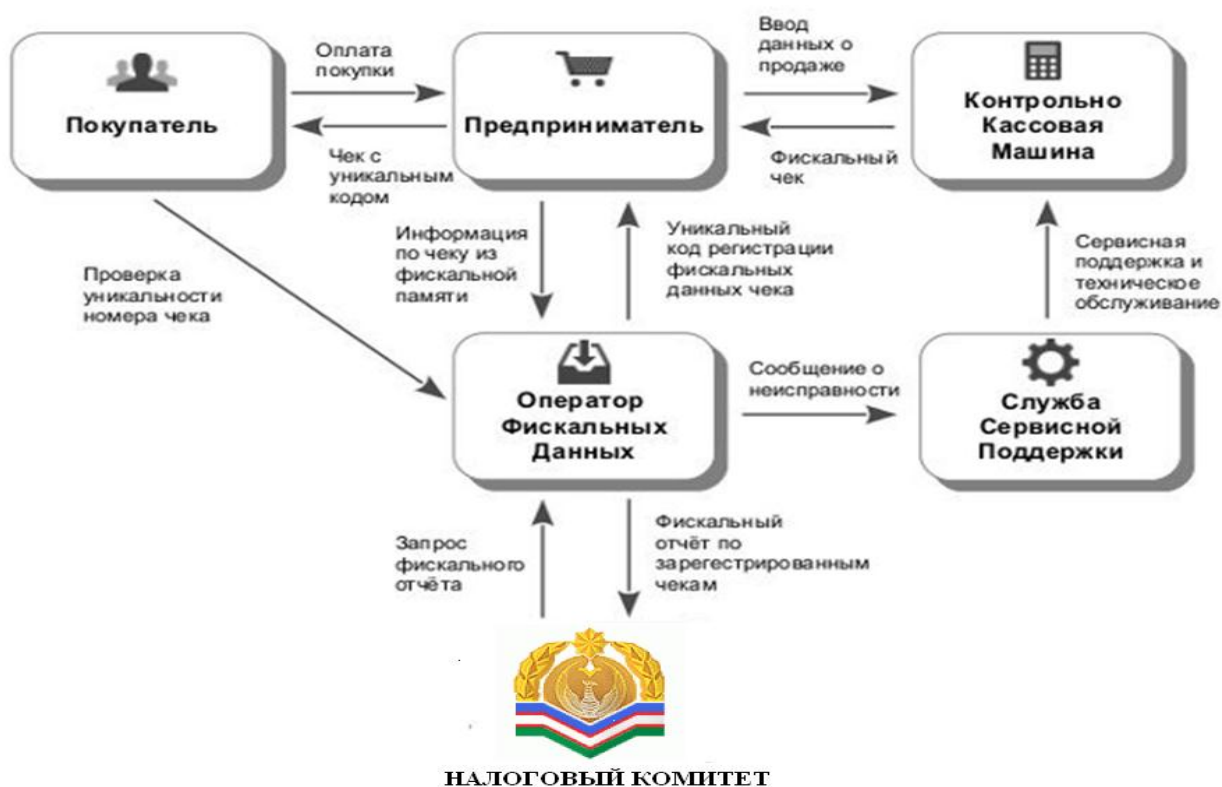 Оплата
покупки
Ввод
данных о
продаже
Покупатель
Предприниматель
Контрольно
Кассовая
Машина
Чек с
уникальным
кодом
Фискальный
чек
Проверка
уникальности
номера чека
Информация
по чеку из
фискальной
памяти
Уникальный
код регистрации
фискальных
данных чека
Сервисная
поддержка и
техническое
обслуживание
Оператор
Фискальных
Данных
Сообщение о
неисправности
Служба
Сервисной
Поддержки
Запрос
фискального
отчёта
Фискальный
отчёт по
зарегестрированным
чекам
НАЛОГОВЫЙ КОМИТЕТ